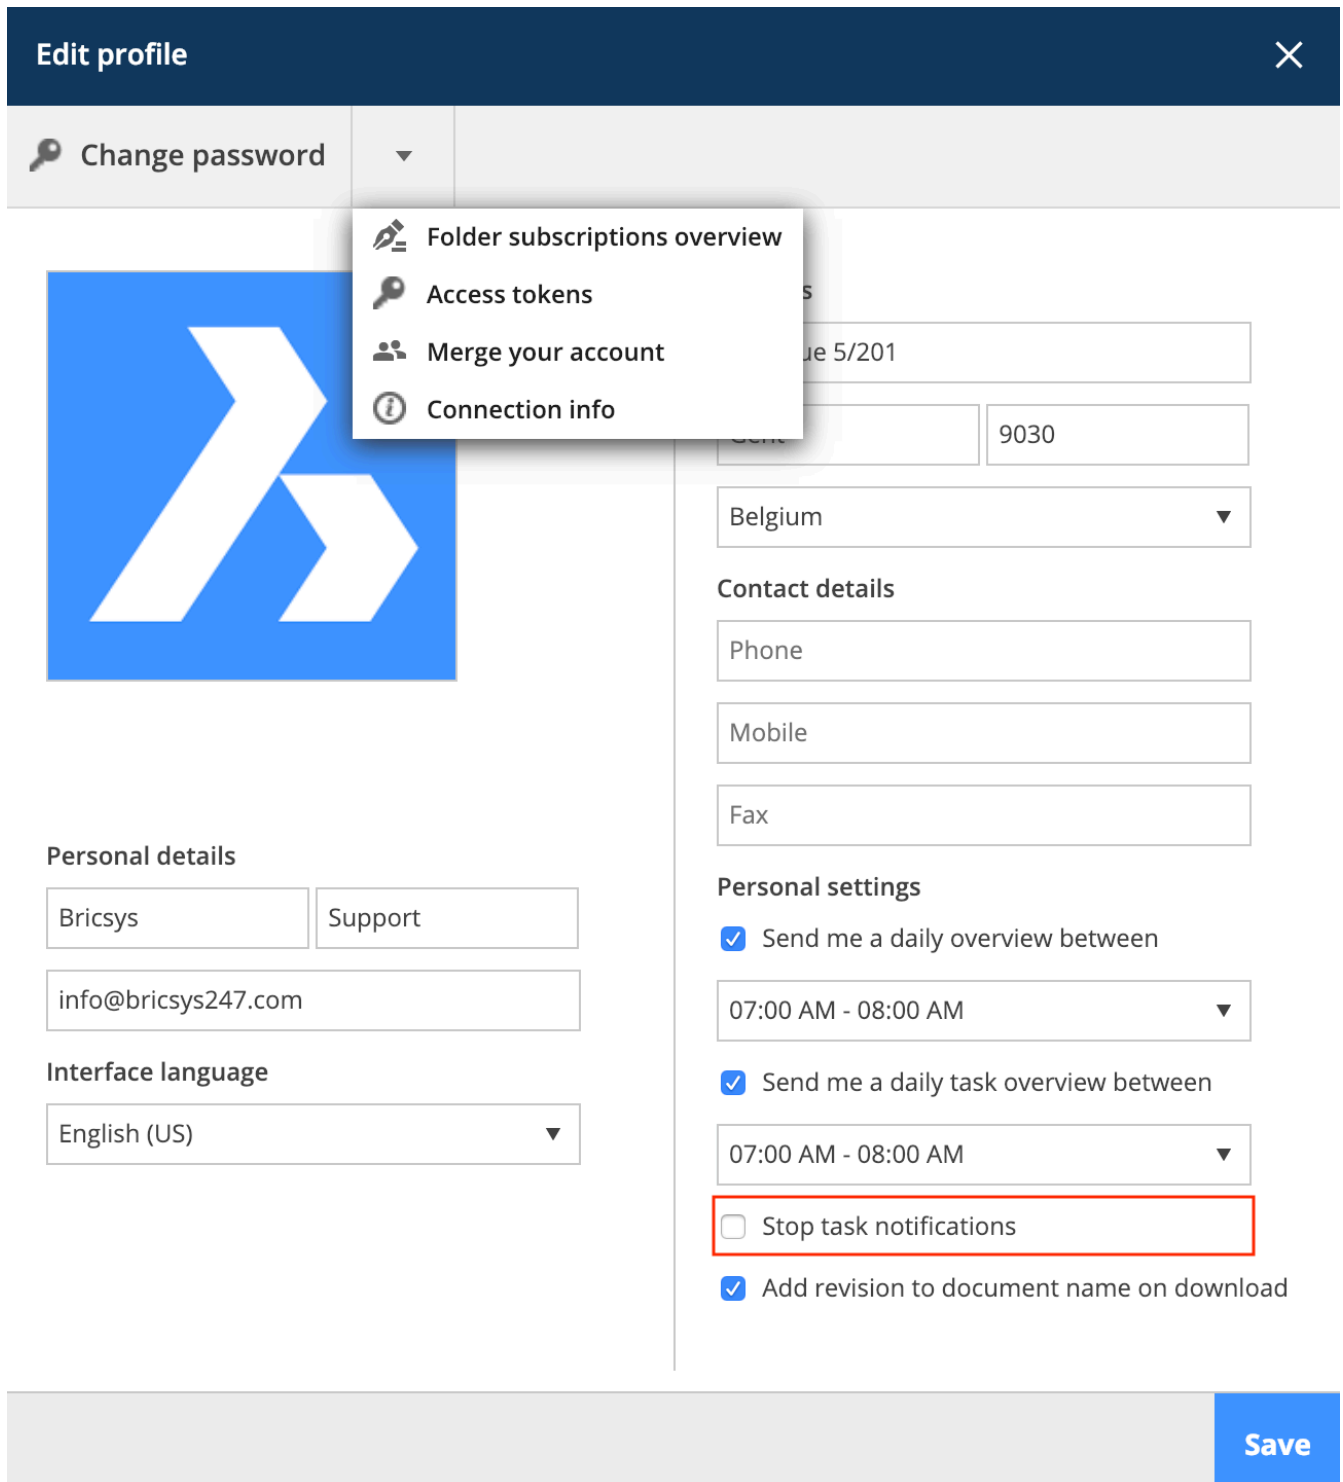 Edit profile
Change password
Folder subscriptions overview
Access tokens
Merge your account
Connection info
5/201
9030
Belgium
Contact details
Phone
Mobile
Fax
Personal details
Bricsys Support
info@bricsys247.com
Interface language
English (US)
Personal settings
Send me a daily overview between
07:00 AM - 08:00 AM
Send me a daily task overview between
07:00 AM - 08:00 AM
Stop task notifications
Add revision to document name on download
Save